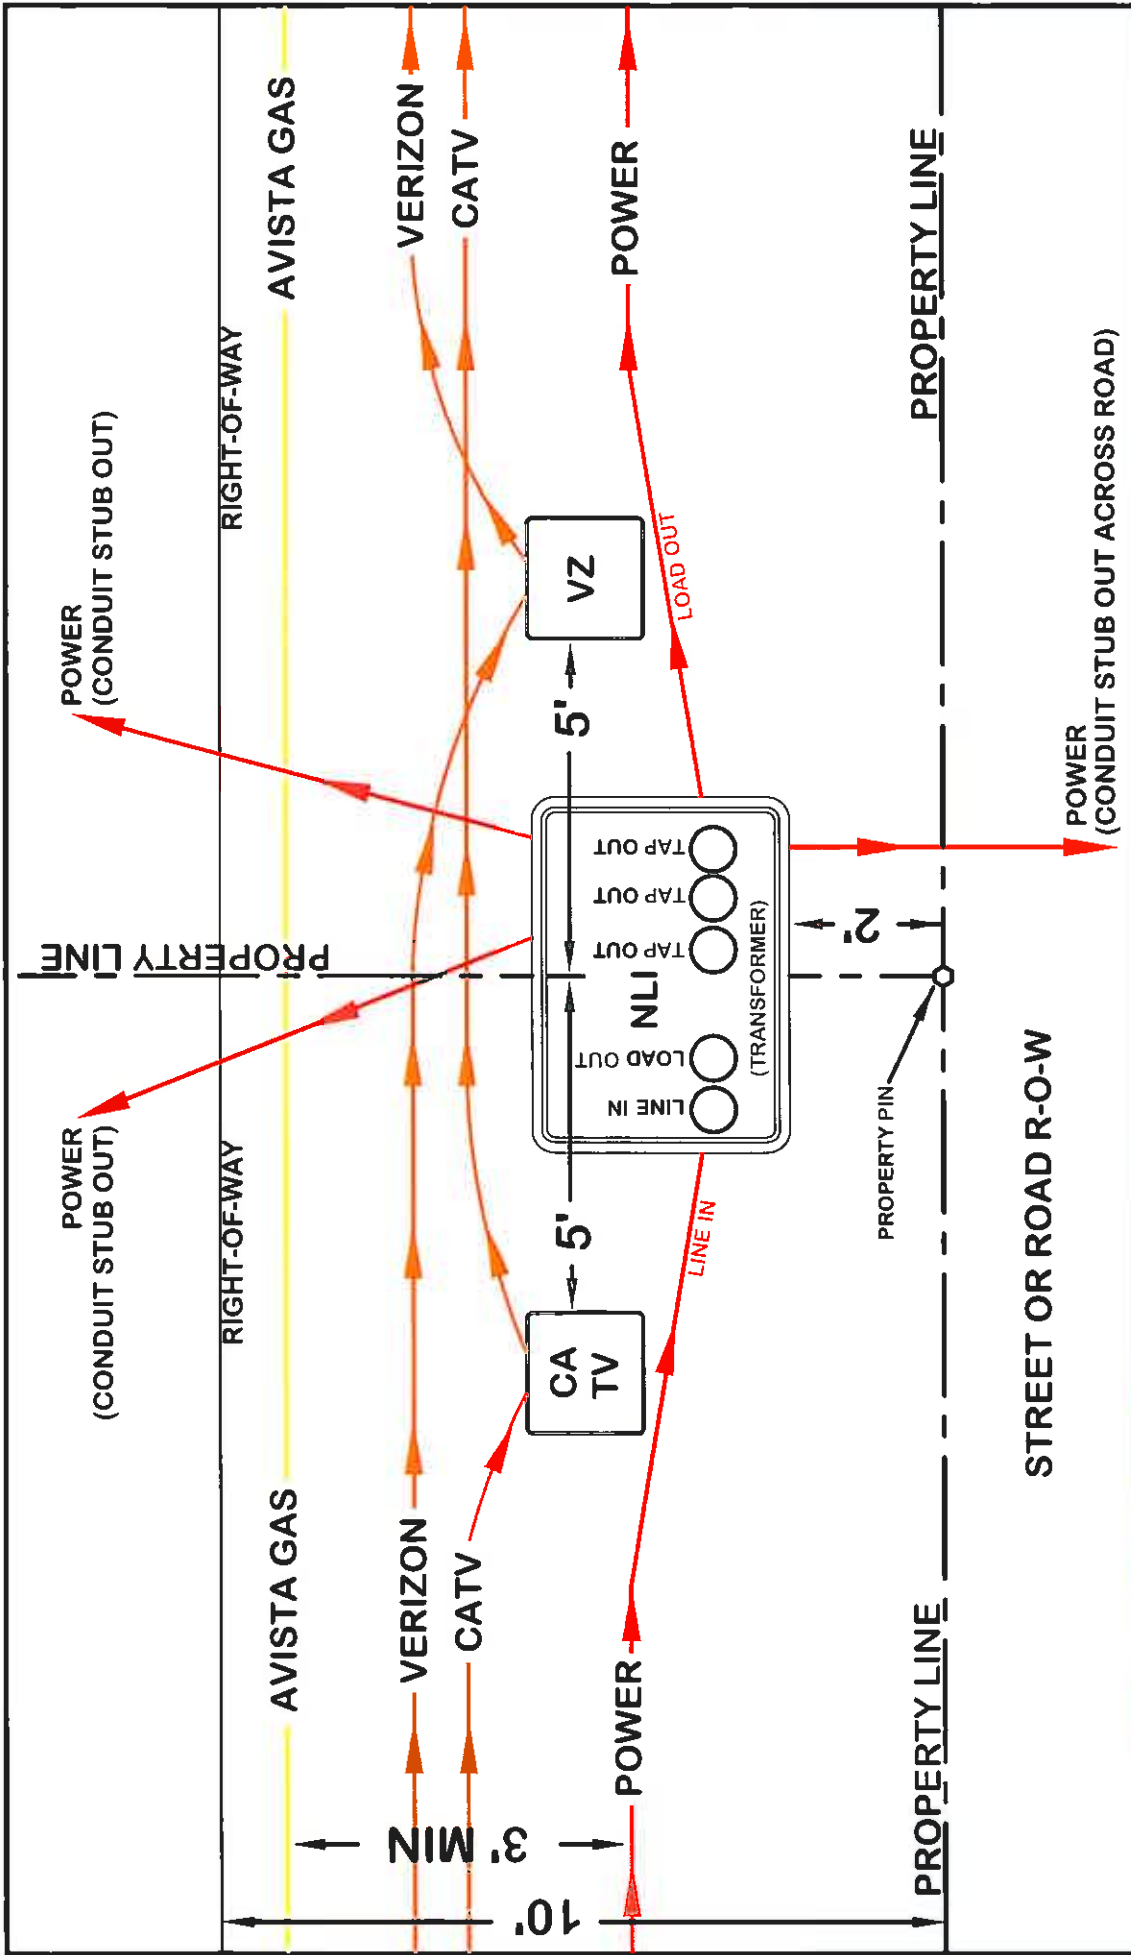 POWER
(CONDUIT STUB OUT)
POWER
(CONDUIT STUB OUT)
PROPERTY LINE
RIGHT-OF-WAY
RIGHT-OF-WAY
AVISTA GAS
AVISTA GAS
VERIZON
VERIZON
CATV
CATV
3' MIN
10'
CA
TV
5'
5'
VZ
POWER
POWER
LINE IN
LOAD OUT
LINE IN
LOAD OUT
TAP OUT
TAP OUT
TAP OUT
NLI
(TRANSFORMER)
2'
PROPERTY PIN
PROPERTY LINE
PROPERTY LINE
STREET OR ROAD R-O-W
POWER
(CONDUIT STUB OUT ACROSS ROAD)